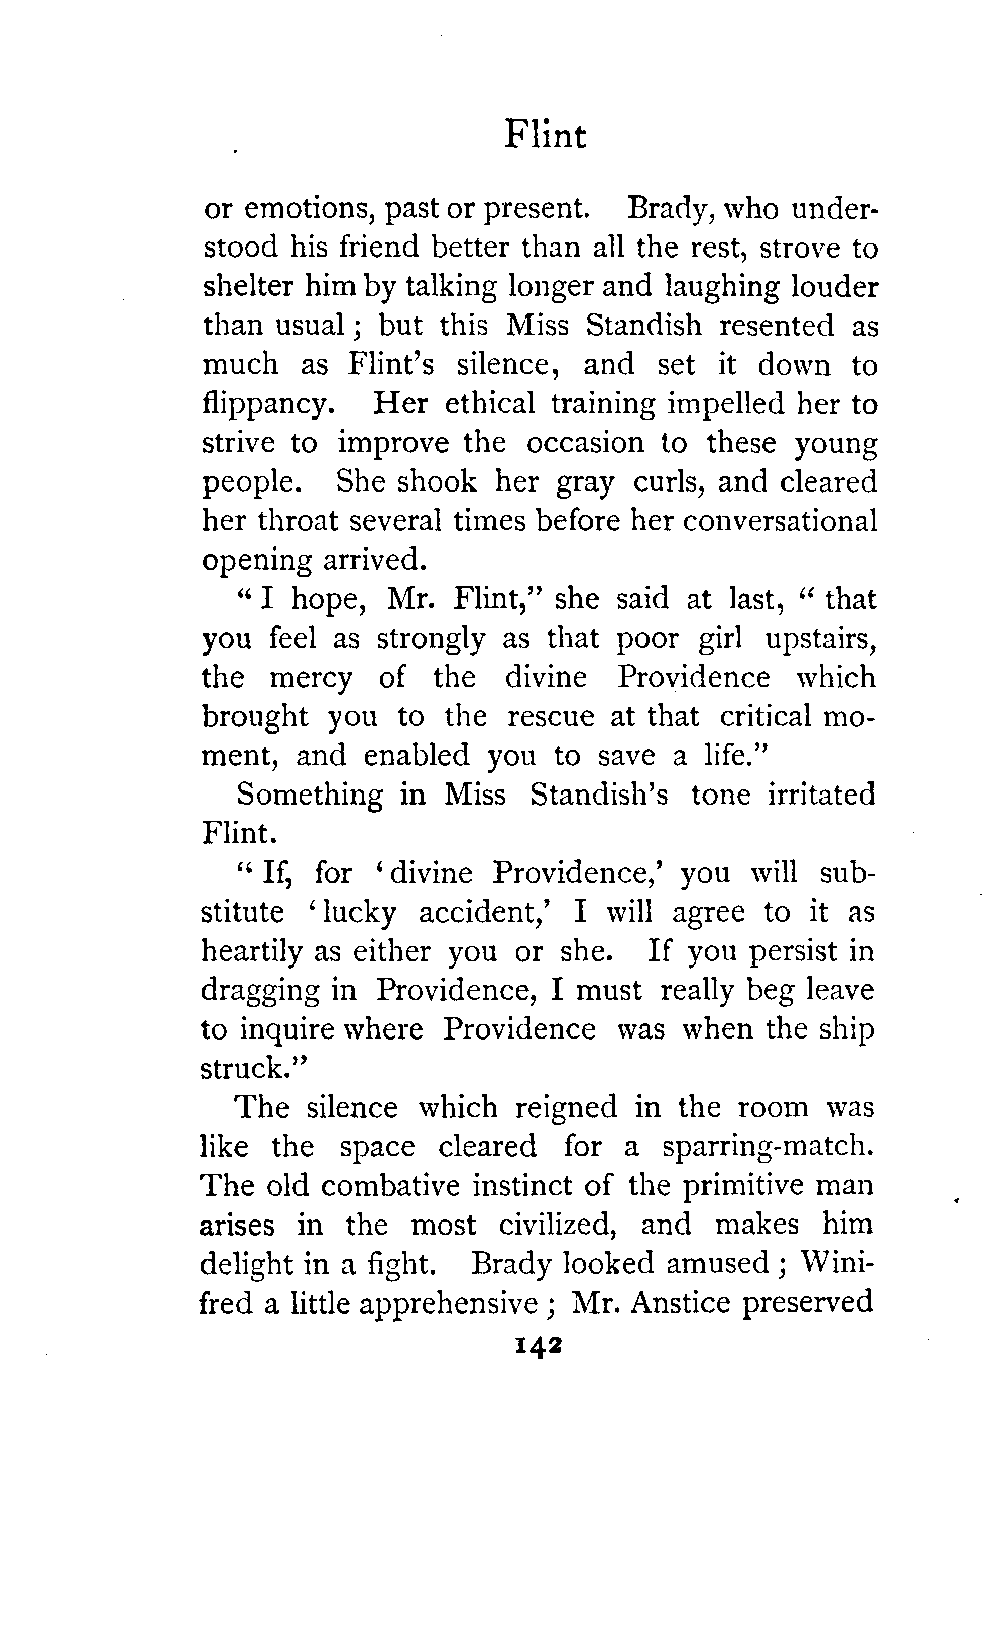 Flint
or emotions, past or present. Brady, who under-
stood his friend better than all the rest, strove to
shelter him by talking longer and laughing louder
than usual ; but this Miss Standish resented as
much as Flint's silence, and set it down to
flippancy. Her ethical training impelled her to
strive to improve the occasion to these young
people. She shook her gray curls, and cleared
her throat several times before her conversational
opening arrived.
“ I hope, Mr. Flint,” she said at last, “ that
you feel as strongly as that poor girl upstairs,
the mercy of the divine Providence which
brought you to the rescue at that critical mo-
ment, and enabled you to save a life.”
Something in Miss Standish's tone irritated
Flint.
“ If, for ‘ divine Providence,’ you will sub-
stitute ‘ lucky accident,’ I will agree to it as
heartily as either you or she. If you persist in
dragging in Providence, I must really beg leave
to inquire where Providence was when the ship
struck.”
The silence which reigned in the room was
like the space cleared for a sparring-match.
The old combative instinct of the primitive man
arises in the most civilized, and makes him
delight in a fight. Brady looked amused ; Wini-
fred a little apprehensive ; Mr. Anstice preserved
142